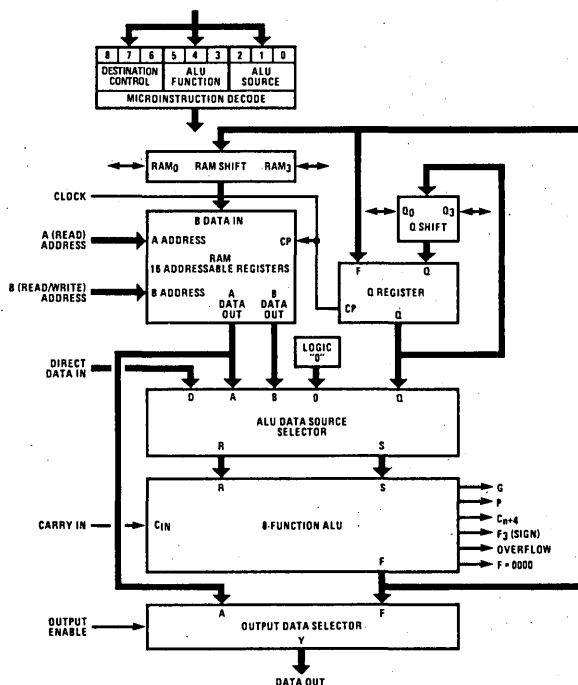 8 7 6 5 4 3 2 1 0
DESTINATION CONTROL ALU FUNCTION ALU SOURCE
MICROINSTRUCTION DECODE
RAM0 RAM SHIFT RAM3
CLOCK
Q0 Q3
Q SHIFT
B DATA IN
A (READ) ADDRESS
A ADDRESS
CP
RAM
16 ADDRESSABLE REGISTERS
F Q
B (READ/WRITE) ADDRESS
B ADDRESS
A DATA OUT
B DATA OUT
Q REGISTER
CP
Q
LOGIC
"0"
DIRECT DATA IN
D A B 0 Q
ALU DATA SOURCE
SELECTOR
R S
R S
G
P
Cn+4
CARRY IN
CIN
8-FUNCTION ALU
F3 (SIGN)
OVERFLOW
F = 0000
F
A F
OUTPUT ENABLE
OUTPUT DATA SELECTOR
Y
DATA OUT